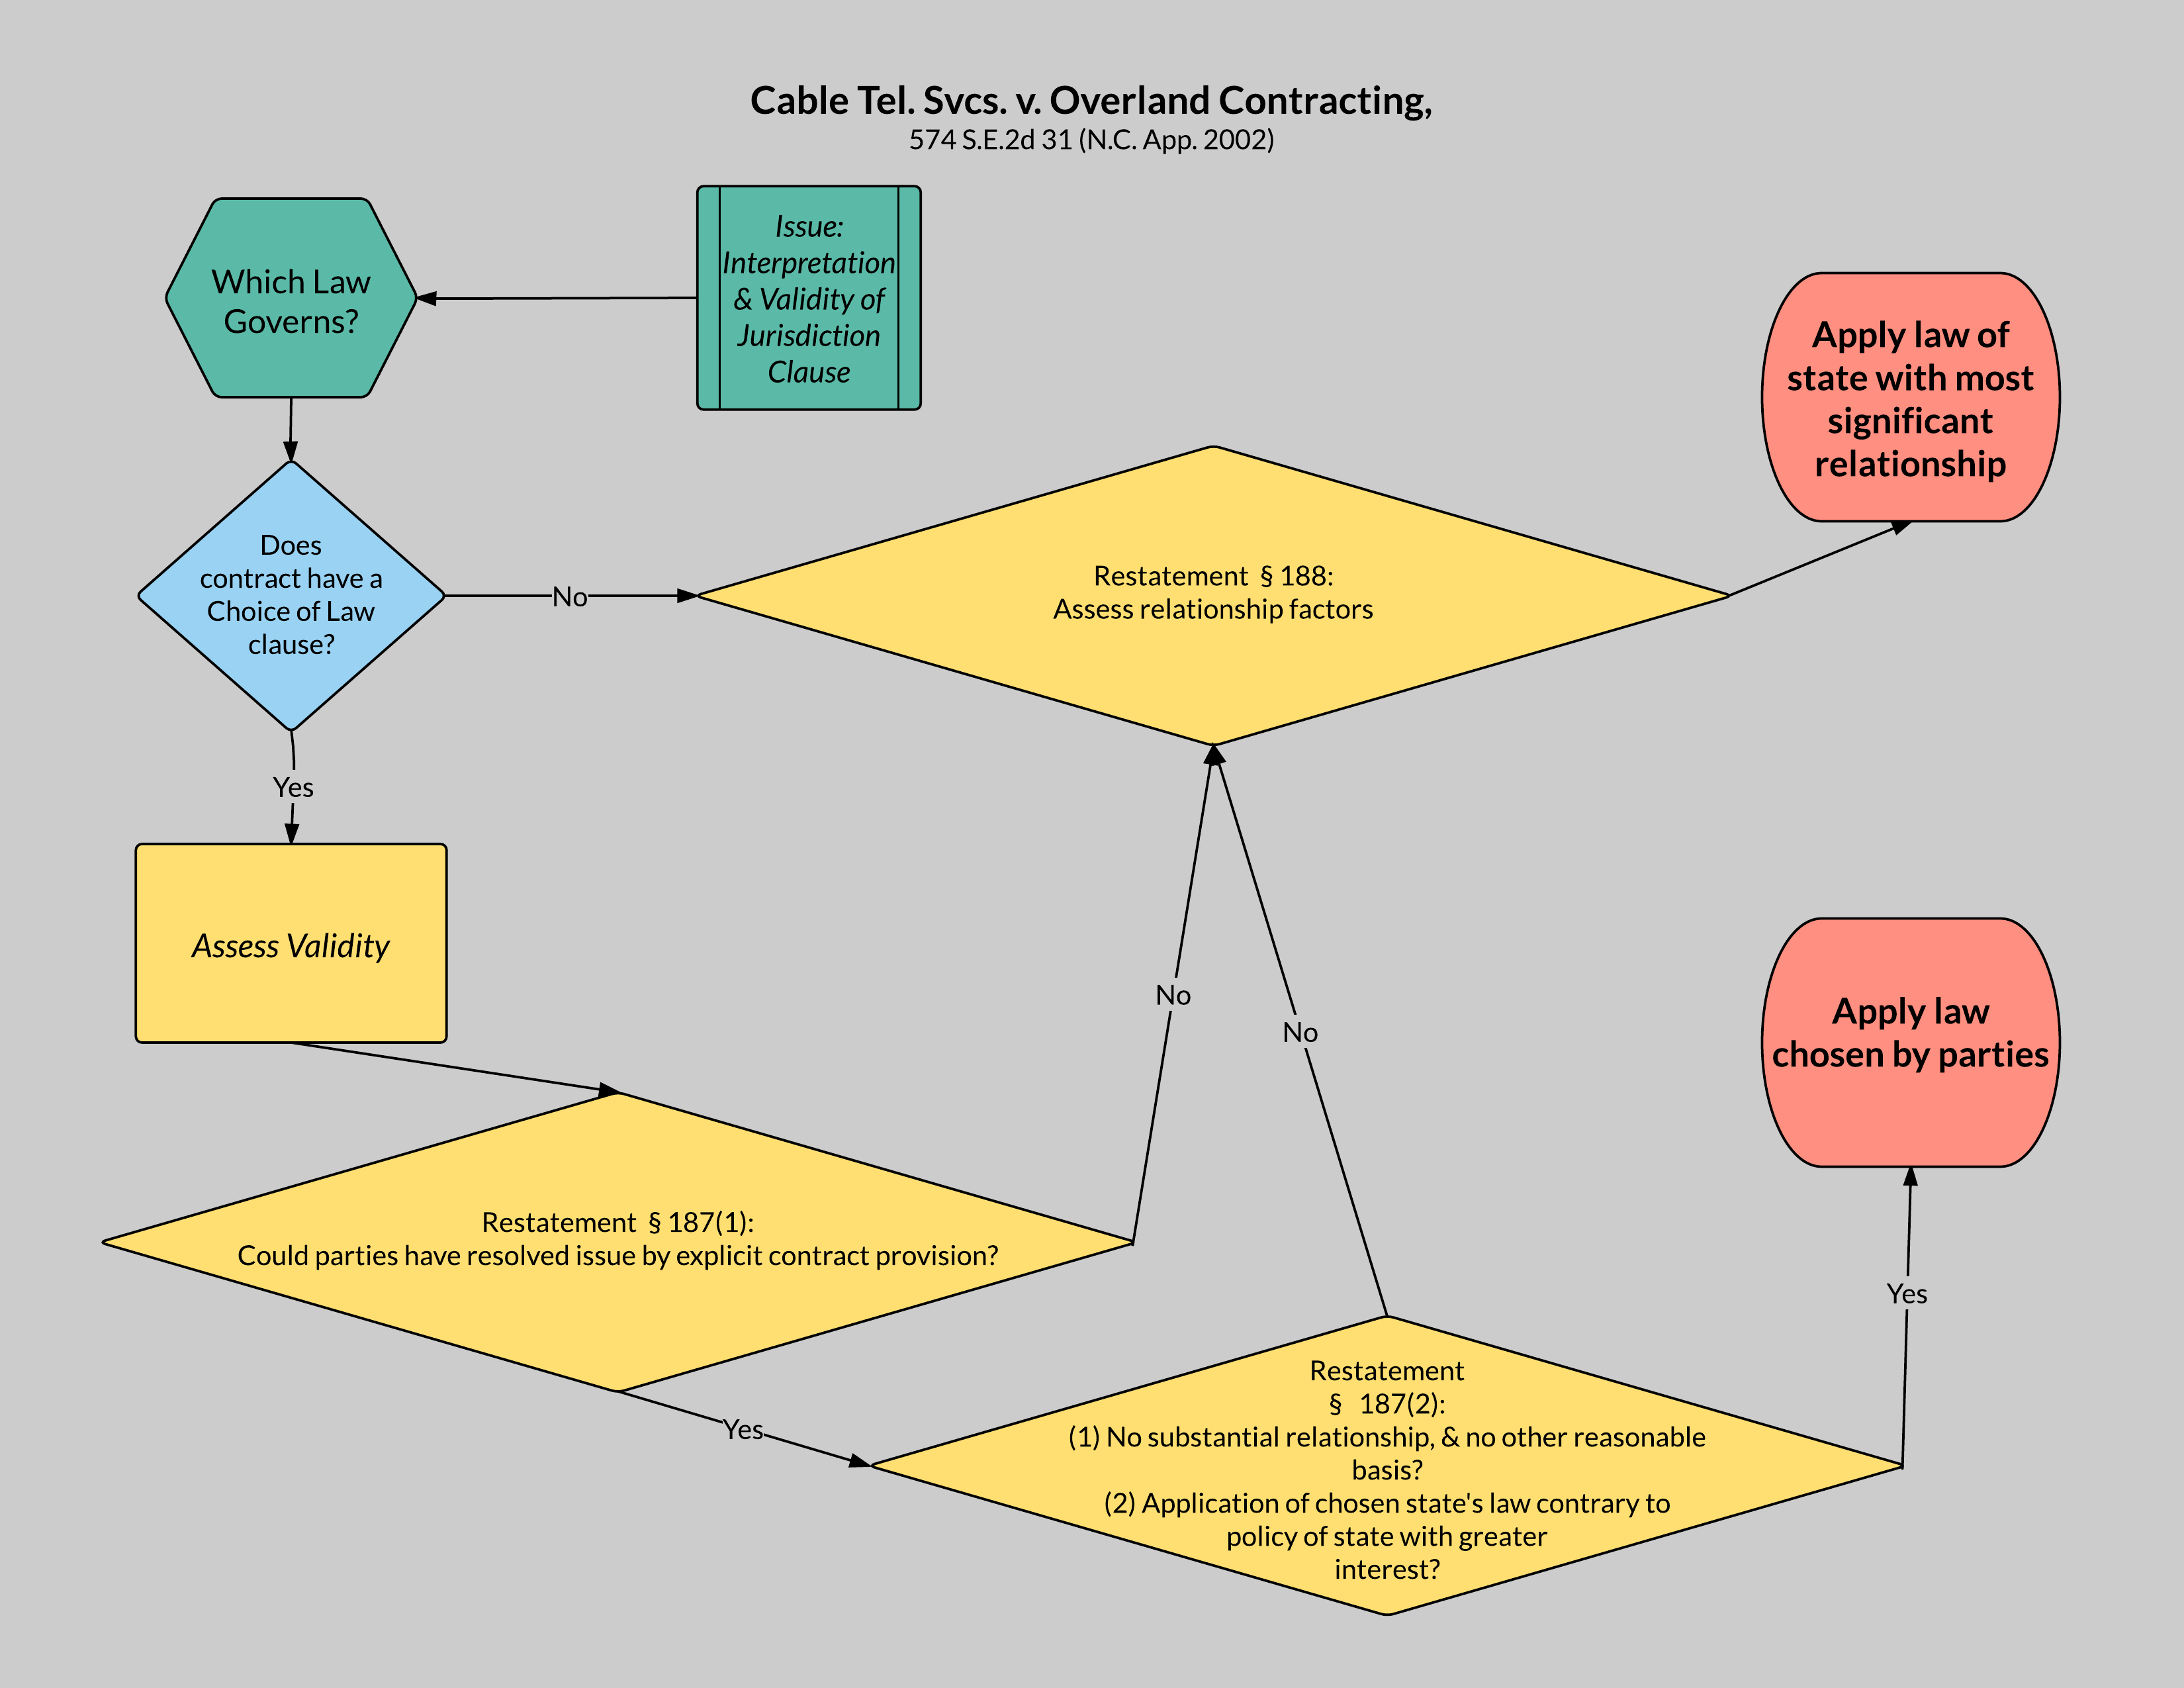 Cable Tel. Svcs. v. Overland Contracting,
574 S.E.2d 31 (N.C. App. 2002)
Issue:
Interpretation
& Validity of
Jurisdiction
Clause
Which Law
Governs?
Does
contract have a
Choice of Law
clause?
No
Restatement § 188:
Assess relationship factors
Apply law of
state with most
significant
relationship
Yes
Assess Validity
Restatement § 187(1):
Could parties have resolved issue by explicit contract provision?
No
Yes
Restatement
§ 187(2):
(1) No substantial relationship, & no other reasonable
basis?
(2) Application of chosen state's law contrary to
policy of state with greater
interest?
No
Yes
Apply law
chosen by parties